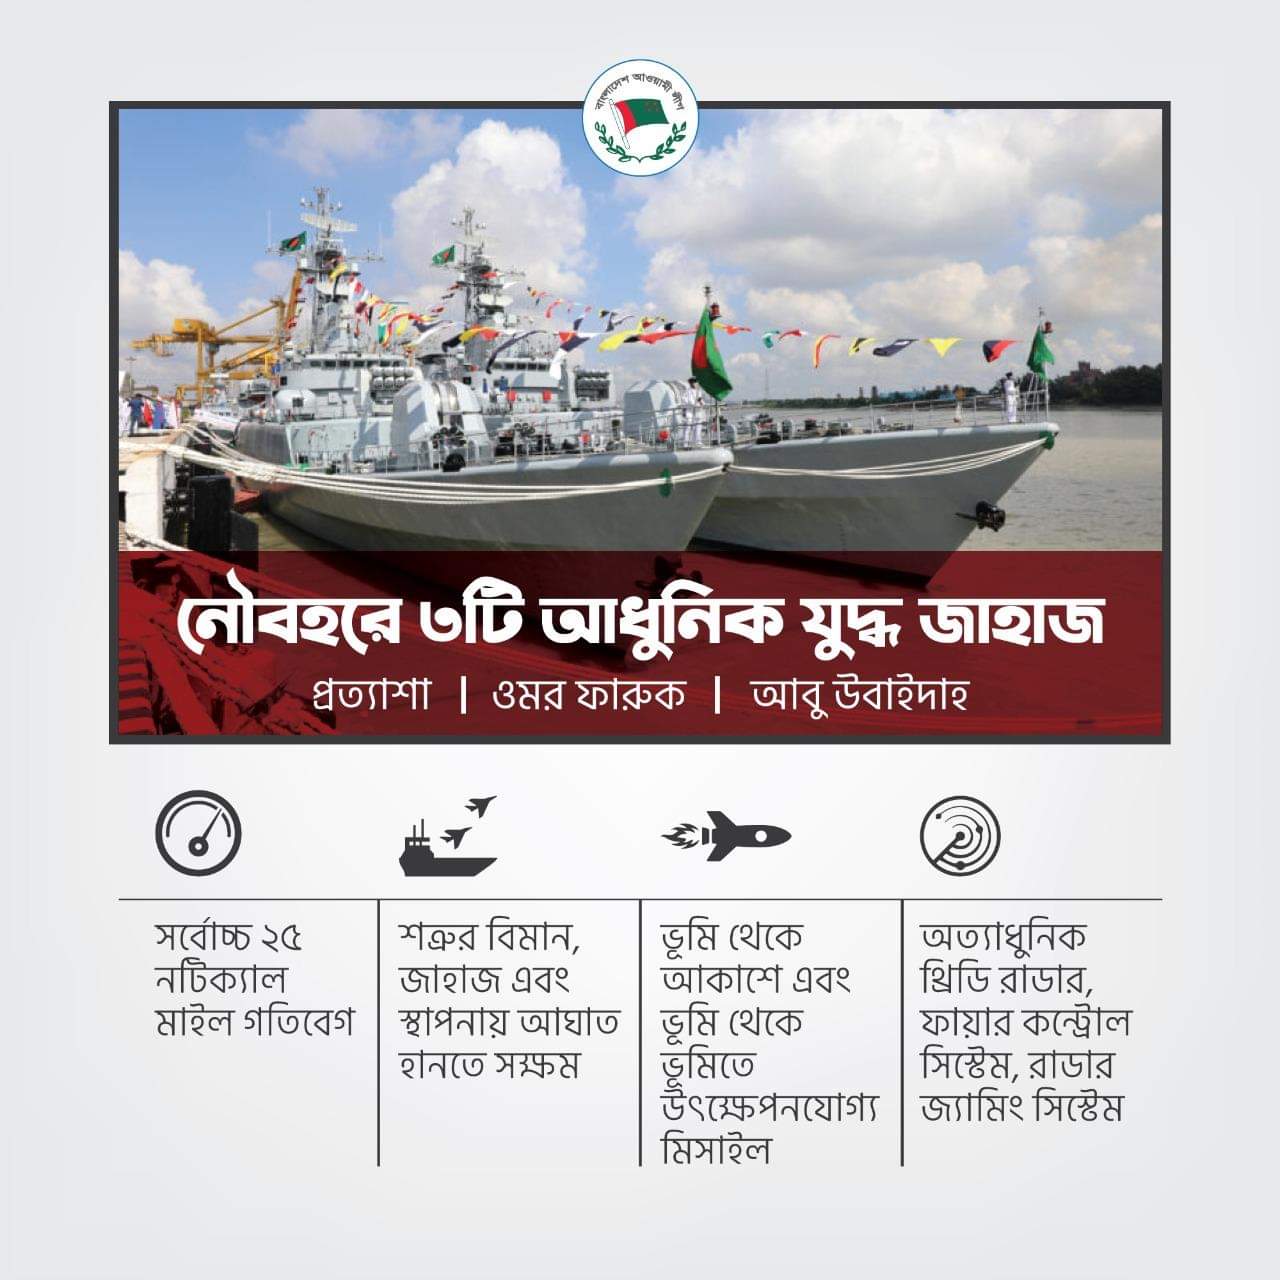 বাংলাদেশ আওয়ামী লীগ
নৌবহরে ৩টি আধুনিক যুদ্ধ জাহাজ
প্রত্যাশা | ওমর ফারুক | আবু উবাইদাহ
সর্বোচ্চ ২৫
নটিক্যাল
মাইল গতিবেগ
শত্রুর বিমান,
জাহাজ এবং
স্থাপনায় আঘাত
হানতে সক্ষম
ভূমি থেকে
আকাশে এবং
ভূমি থেকে
ভূমিতে
উৎক্ষেপনযোগ্য
মিসাইল
অত্যাধুনিক
থ্রিডি রাডার,
ফায়ার কন্ট্রোল
সিস্টেম, রাডার
জ্যামিং সিস্টেম